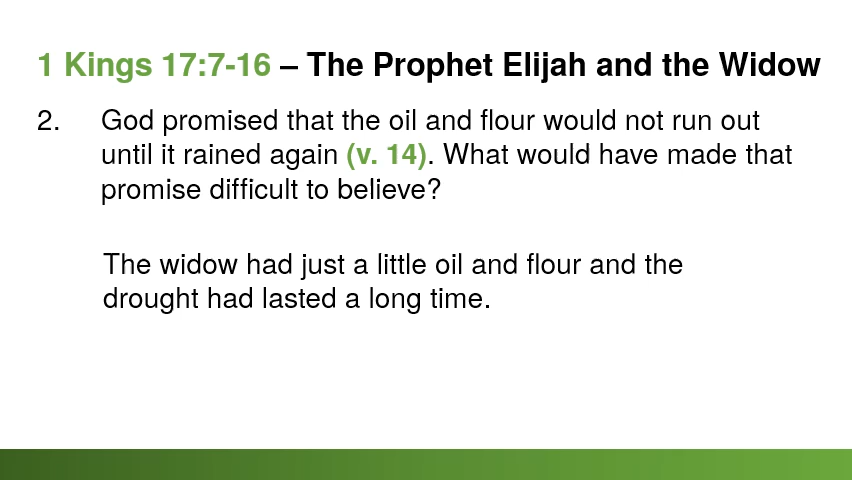 1 Kings 17:7-16 – The Prophet Elijah and the Widow
2. God promised that the oil and flour would not run out
until it rained again (v. 14). What would have made that
promise difficult to believe?
The widow had just a little oil and flour and the
drought had lasted a long time.